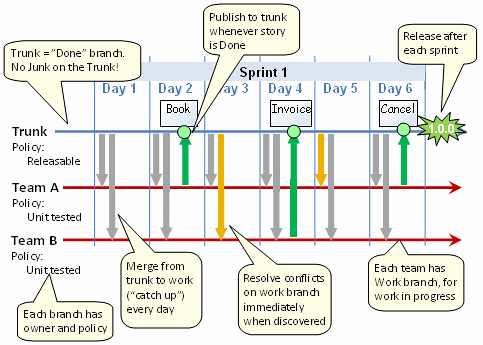 Trunk = "Done" branch.
No Junk on the Trunk!
Publish to trunk
whenever story
is Done
Release after
each sprint
Sprint 1
Day 1
Day 2
Day 3
Day 4
Day 5
Day 6
Book
Invoice
Cancel
Trunk
Policy:
Releasable
1.0.0
Team A
Policy:
Unit tested
Team B
Policy:
Unit tested
Each branch has
owner and policy
Merge from
trunk to work
("catch up")
every day
Resolve conflicts
on work branch
immediately
when discovered
Each team has
Work branch, for
work in progress